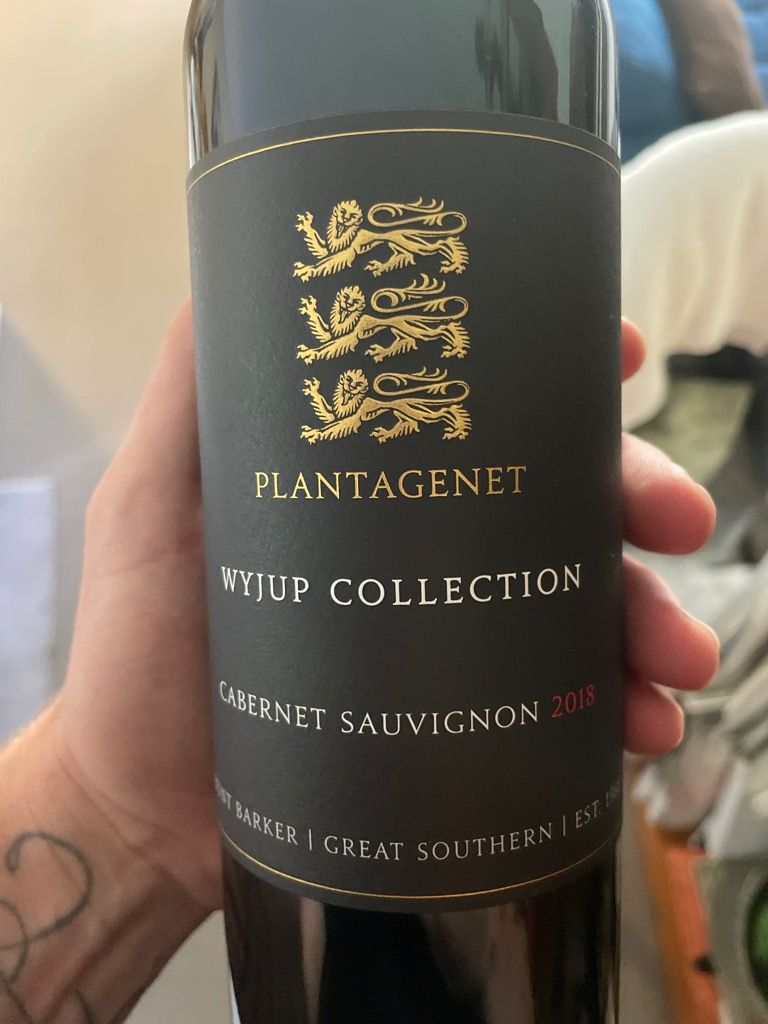 PLANTAGENET
WYJUP COLLECTION
CABERNET SAUVIGNON 2018
BARKER | GREAT SOUTHERN | EST.